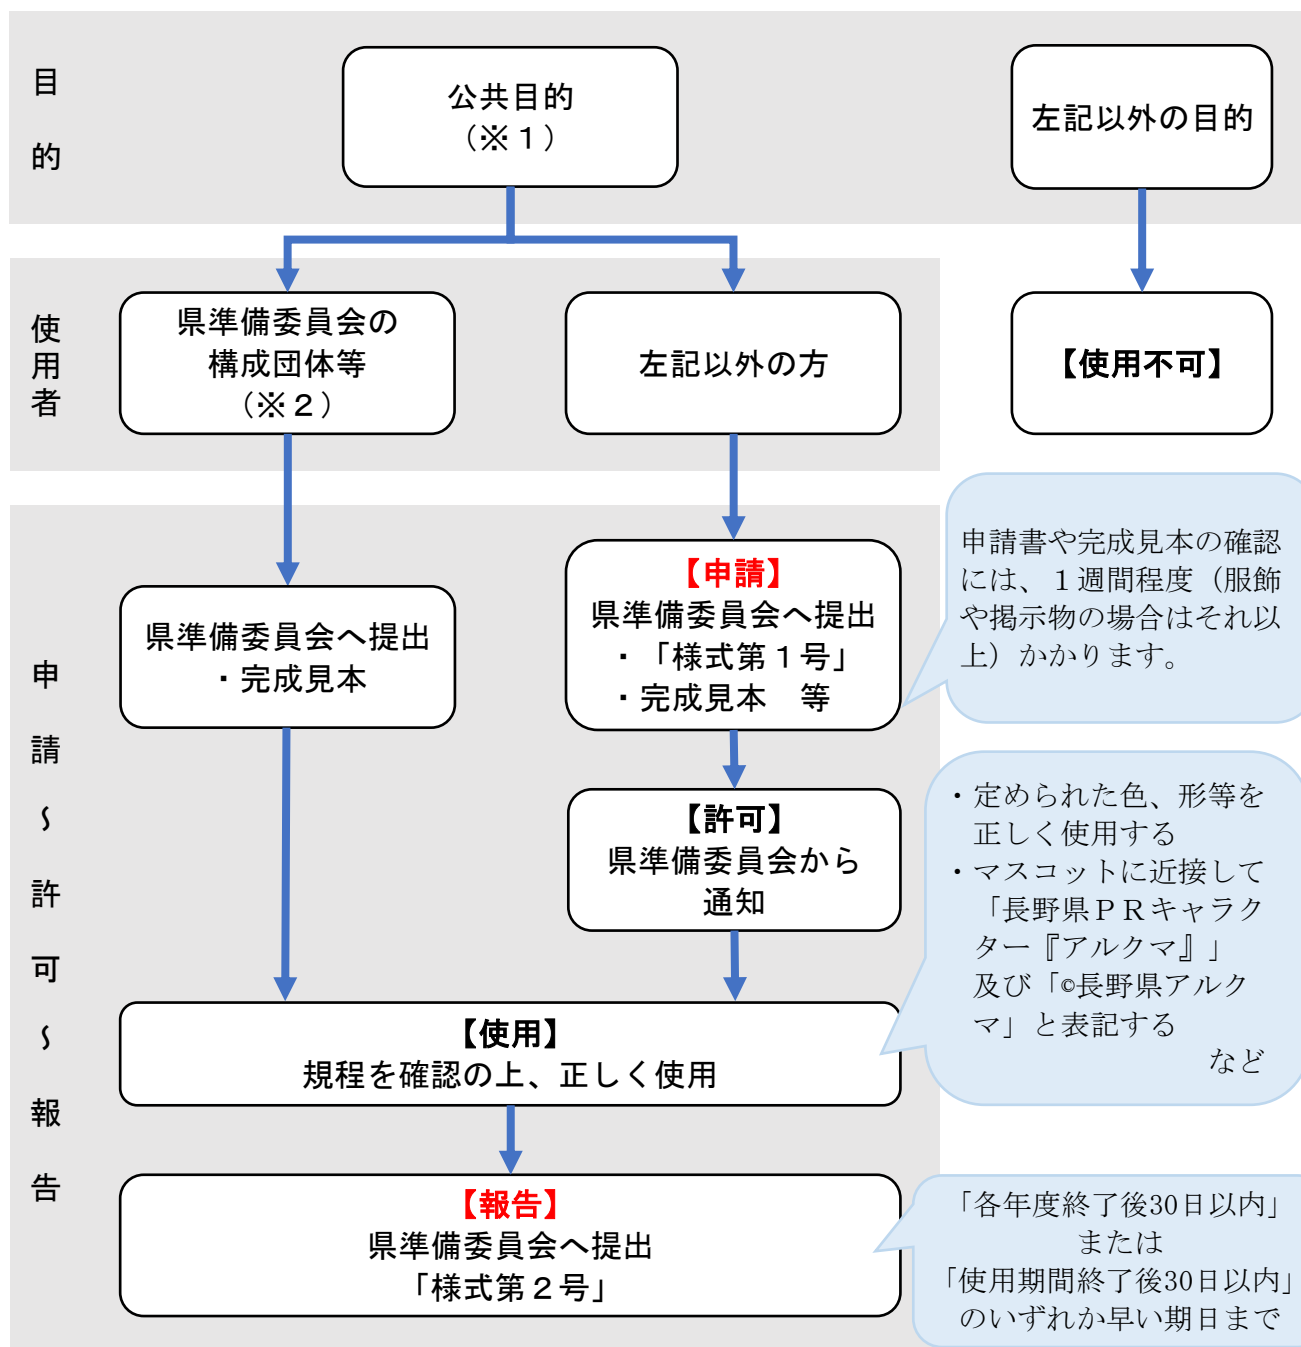 目的
公共目的
（※１）
左記以外の目的
使用者
県準備委員会の
構成団体等
（※２）
左記以外の方
【使用不可】
申請～許可～報告
県準備委員会へ提出
・完成見本
【申請】
県準備委員会へ提出
・「様式第１号」
・完成見本　等
申請書や完成見本の確認
には、１週間程度（服飾
や掲示物の場合はそれ以
上）かかります。
【許可】
県準備委員会から
通知
・定められた色、形等を
正しく使用する
・マスコットに近接して
「長野県ＰＲキャラク
ター『アルクマ』」
及び「©長野県アルク
マ」と表記する
など
【使用】
規程を確認の上、正しく使用
【報告】
県準備委員会へ提出
「様式第２号」
「各年度終了後30日以内」
または
「使用期間終了後30日以内」
のいずれか早い期日まで